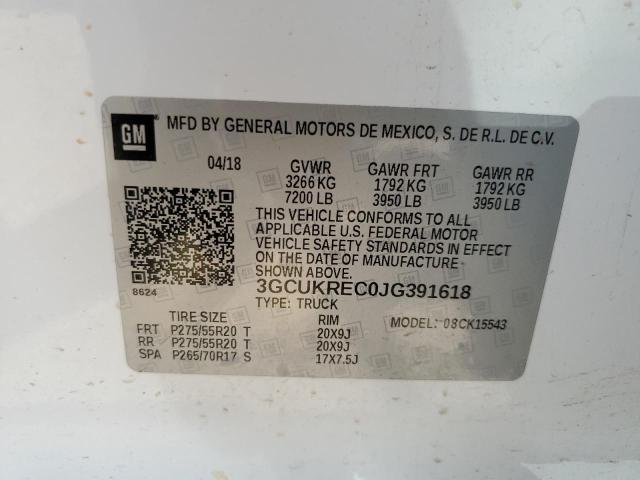 GM MFD BY GENERAL MOTORS DE MEXICO, S. DE R.L. DE C.V.
04/18 GVWR GAWR FRT GAWR RR
3266 KG 1792 KG 1792 KG
7200 LB 3950 LB 3950 LB
THIS VEHICLE CONFORMS TO ALL
APPLICABLE U.S. FEDERAL MOTOR
VEHICLE SAFETY STANDARDS IN EFFECT
ON THE DATE OF MANUFACTURE
SHOWN ABOVE.
8624 3GCUKREC0JG391618
TYPE: TRUCK
TIRE SIZE RIM MODEL: 08CK15543
FRT P275/55R20 T 20X9J
RR P275/55R20 T 20X9J
SPA P265/70R17 S 17X7.5J